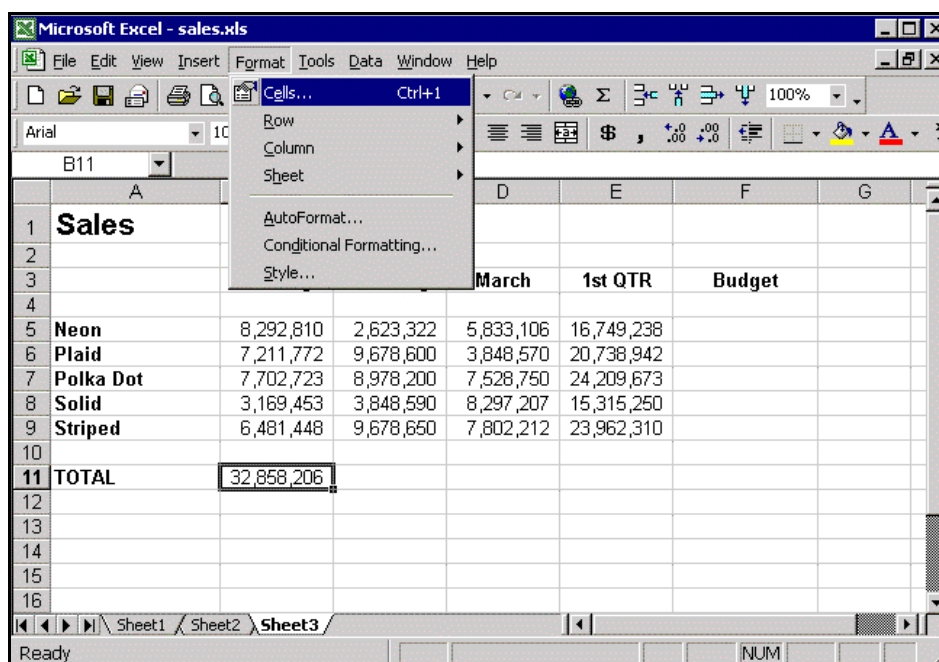 Microsoft Excel - sales.xls
File Edit View Insert Format Tools Data Window Help
Cells... Ctrl+1
100%
Row
Arial
Column
B11
Sheet
A D E F G
AutoFormat...
1 Sales
Conditional Formatting...
2
Style...
3 March 1st QTR Budget
4
5 Neon 8,292,810 2,623,322 5,833,106 16,749,238
6 Plaid 7,211,772 9,678,600 3,848,570 20,738,942
7 Polka Dot 7,702,723 8,978,200 7,528,750 24,209,673
8 Solid 3,169,453 3,848,590 8,297,207 15,315,250
9 Striped 6,481,448 9,678,650 7,802,212 23,962,310
10
11 TOTAL 32,858,206
12
13
14
15
16
Sheet1 Sheet2 Sheet3
Ready NUM